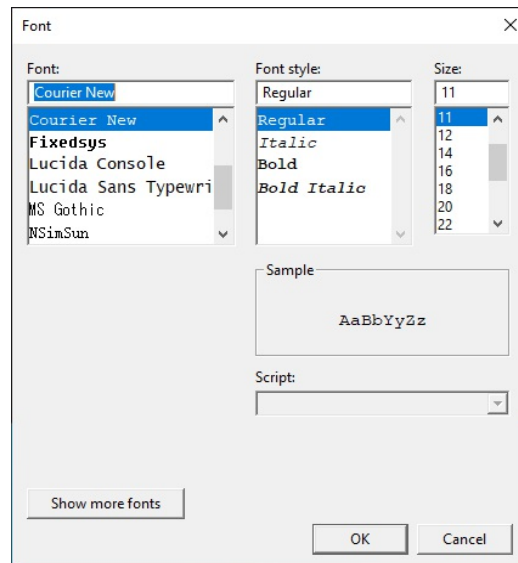 Font
Font:
Courier New
Courier New
Fixedsys
Lucida Console
Lucida Sans Typewri
MS Gothic
NSimSun
Font style:
Regular
Regular
Italic
Bold
Bold Italic
Size:
11
11
12
14
16
18
20
22
Sample
AaBbYyZz
Script:
Show more fonts
OK
Cancel